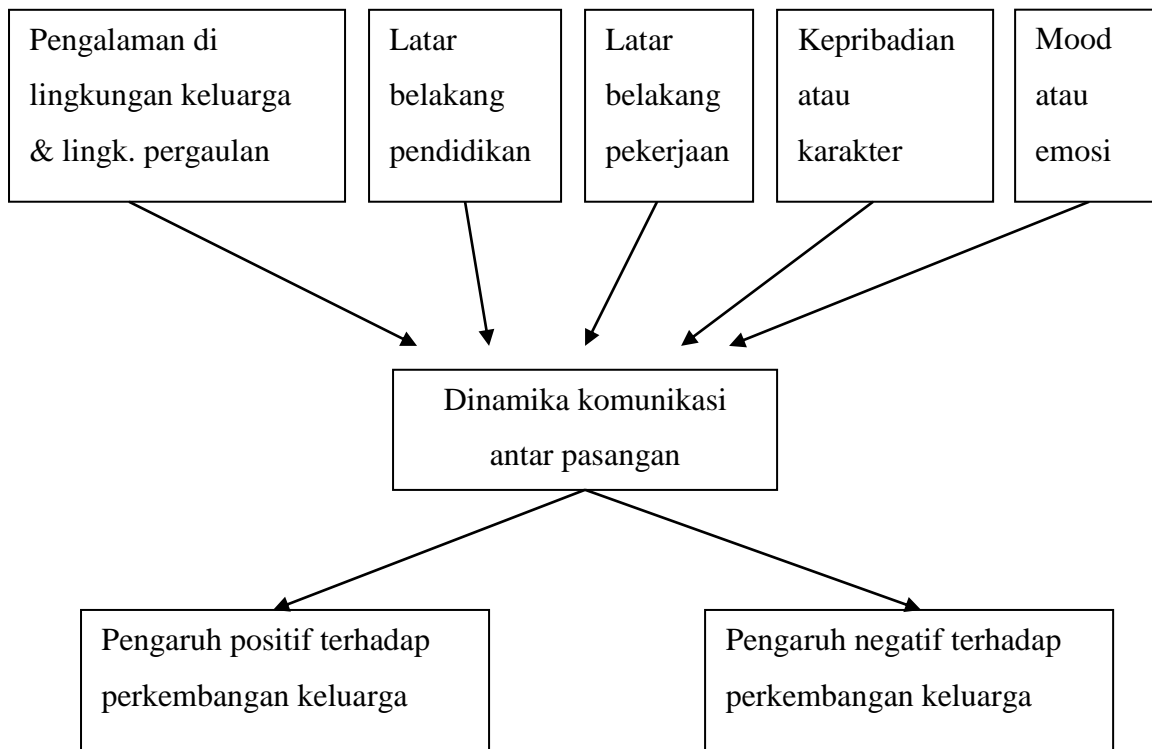 Pengalaman di
lingkungan keluarga
& lingk. pergaulan
Latar
belakang
pendidikan
Latar
belakang
pekerjaan
Kepribadian
atau
karakter
Mood
atau
emosi
Dinamika komunikasi
antar pasangan
Pengaruh positif terhadap
perkembangan keluarga
Pengaruh negatif terhadap
perkembangan keluarga